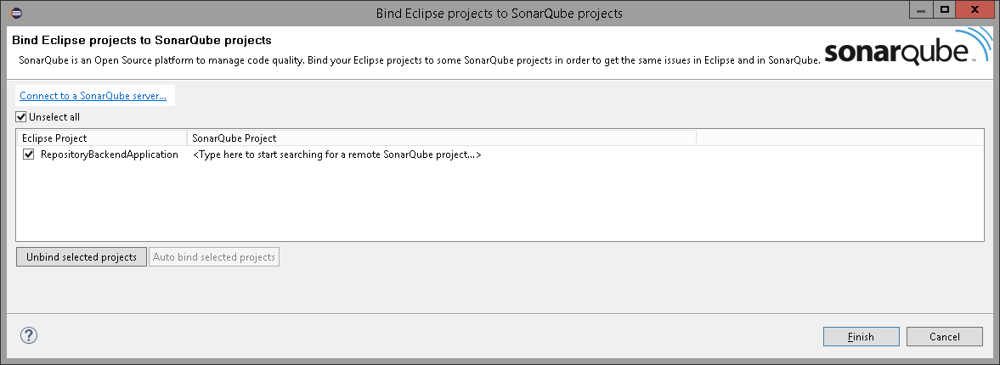 Bind Eclipse projects to SonarQube projects
Bind Eclipse projects to SonarQube projects
SonarQube is an Open Source platform to manage code quality. Bind your Eclipse projects to some SonarQube projects in order to get the same issues in Eclipse and in SonarQube.
sonarqube™
Connect to a SonarQube server...
Unselect all
Eclipse Project SonarQube Project
RepositoryBackendApplication <Type here to start searching for a remote SonarQube project...>
Unbind selected projects Auto bind selected projects
? Finish Cancel